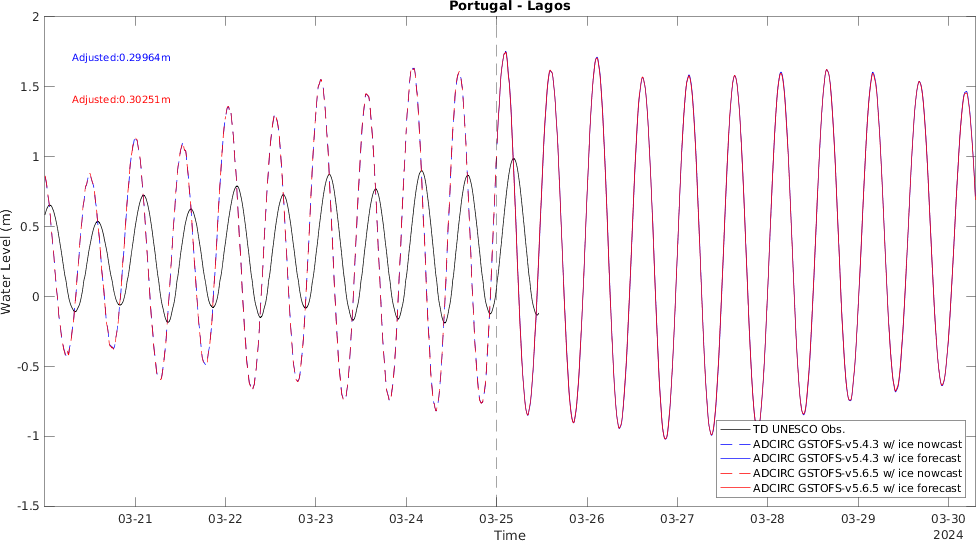 Portugal - Lagos
Adjusted:0.29964m
Adjusted:0.30251m
Water Level (m)
2
1.5
1
0.5
0
-0.5
-1
-1.5
TD UNESCO Obs.
ADCIRC GSTOFS-v5.4.3 w/ ice nowcast
ADCIRC GSTOFS-v5.4.3 w/ ice forecast
ADCIRC GSTOFS-v5.6.5 w/ ice nowcast
ADCIRC GSTOFS-v5.6.5 w/ ice forecast
03-21 03-22 03-23 03-24 03-25 03-26 03-27 03-28 03-29 03-30
Time
2024